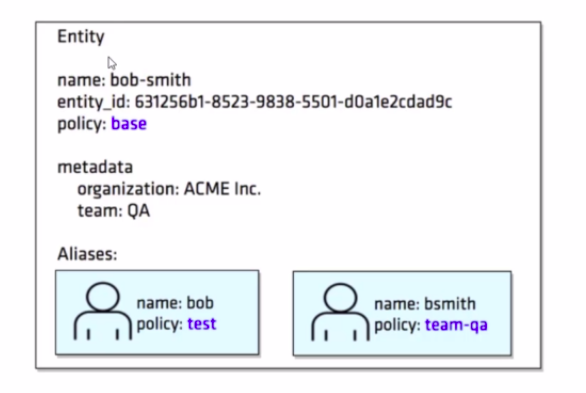 Entity
name: bob-smith
entity_id: 631256b1-8523-9838-5501-d0a1e2cdad9c
policy: base
metadata
organization: ACME Inc.
team: QA
Aliases:
name: bob
policy: test
name: bsmith
policy: team-qa